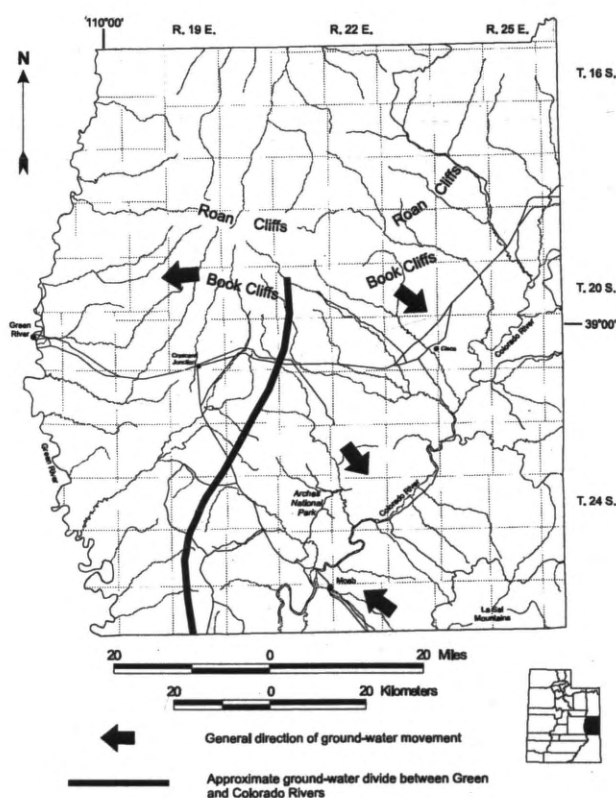 110°00'
R. 19 E.
R. 22 E.
R. 25 E.
N
T. 16 S.
Roan Cliffs
Roan Cliffs
Book Cliffs
Book Cliffs
T. 20 S.
39°00'
Green
River
Crescent
Junction
Cisco
Colorado River
Green River
Arches
National
Park
Colorado River
T. 24 S.
Moab
La Sal
Mountains
20
0
20
Miles
20
0
20
Kilometers
General direction of ground-water movement
Approximate ground-water divide between Green
and Colorado Rivers